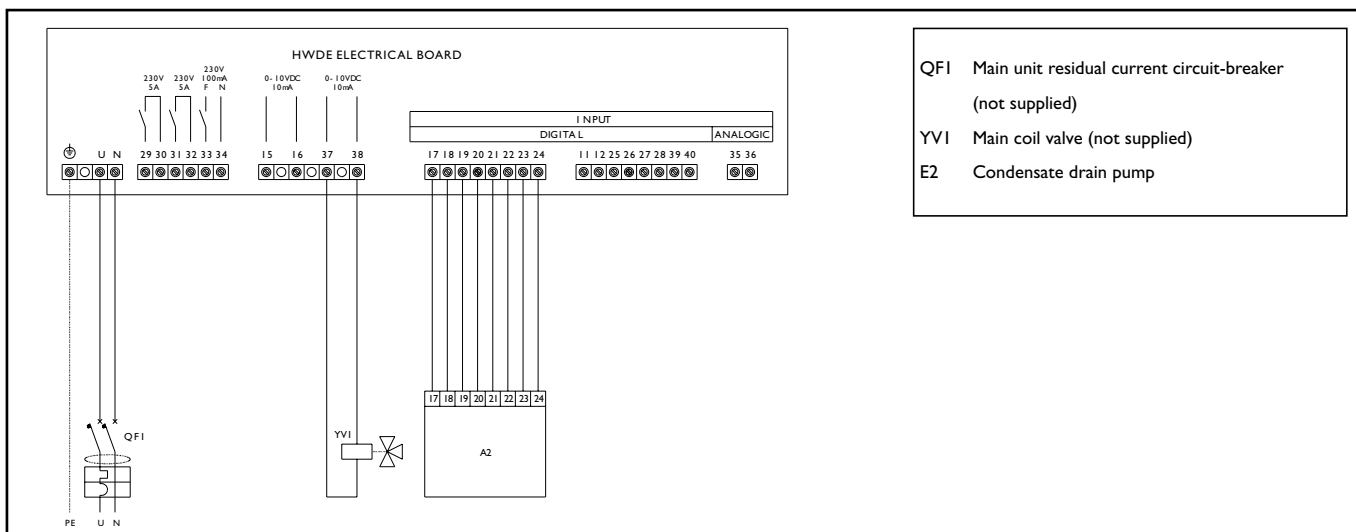 HWDE ELECTRICAL BOARD
230V 5A
230V 5A
230V 100mA
F N
0-10VDC 10mA
0-10VDC 10mA
INPUT
DIGITAL ANALOGIC
U N 29 30 31 32 33 34 15 16 37 38 17 18 19 20 21 22 23 24 11 12 25 26 27 28 39 40 35 36
17 18 19 20 21 22 23 24
QF1
YV1
A2
PE U N
QF1 Main unit residual current circuit-breaker
(not supplied)
YV1 Main coil valve (not supplied)
E2 Condensate drain pump